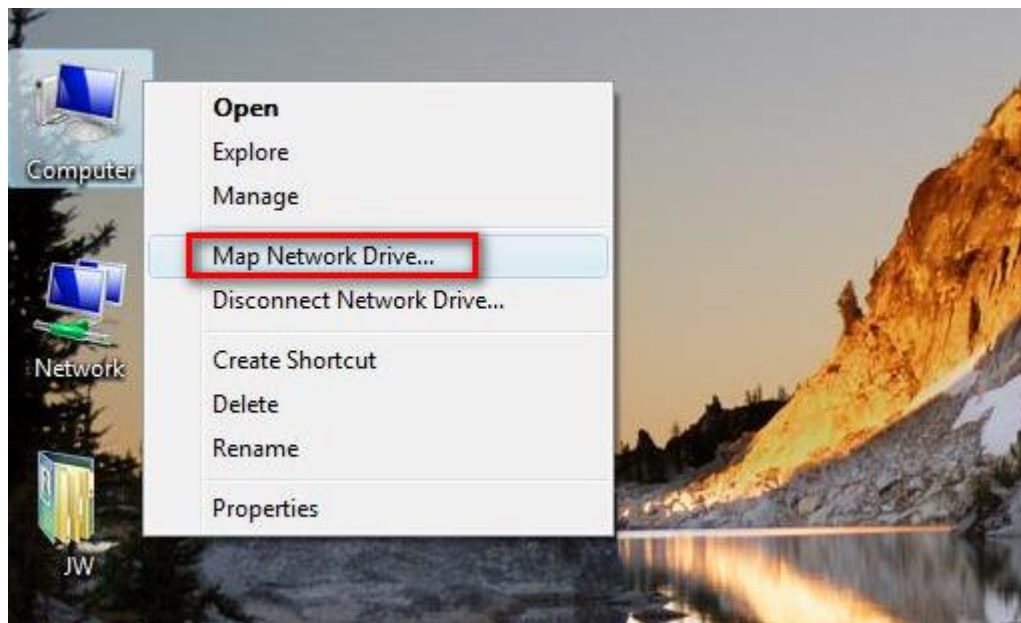 Computer
Network
JW
Open
Explore
Manage
Map Network Drive...
Disconnect Network Drive...
Create Shortcut
Delete
Rename
Properties